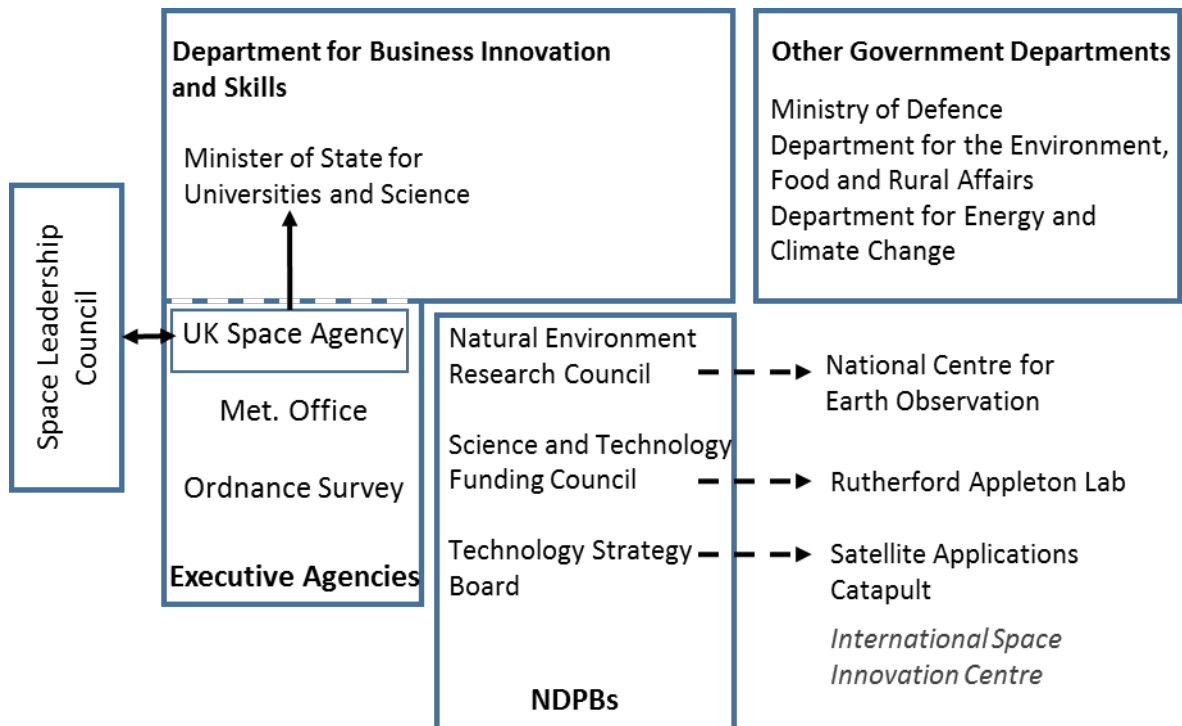 Department for Business Innovation
and Skills
Minister of State for
Universities and Science
Other Government Departments
Ministry of Defence
Department for the Environment,
Food and Rural Affairs
Department for Energy and
Climate Change
Space Leadership
Council
UK Space Agency
Met. Office
Ordnance Survey
Executive Agencies
Natural Environment
Research Council
Science and Technology
Funding Council
Technology Strategy
Board
NDPBs
National Centre for
Earth Observation
Rutherford Appleton Lab
Satellite Applications
Catapult
International Space
Innovation Centre